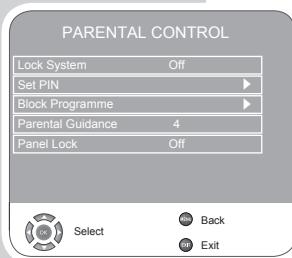 PARENTAL CONTROL
Lock System Off
Set PIN
Block Programme
Parental Guidance 4
Panel Lock Off
OK
Select
Back
EXIT
Exit